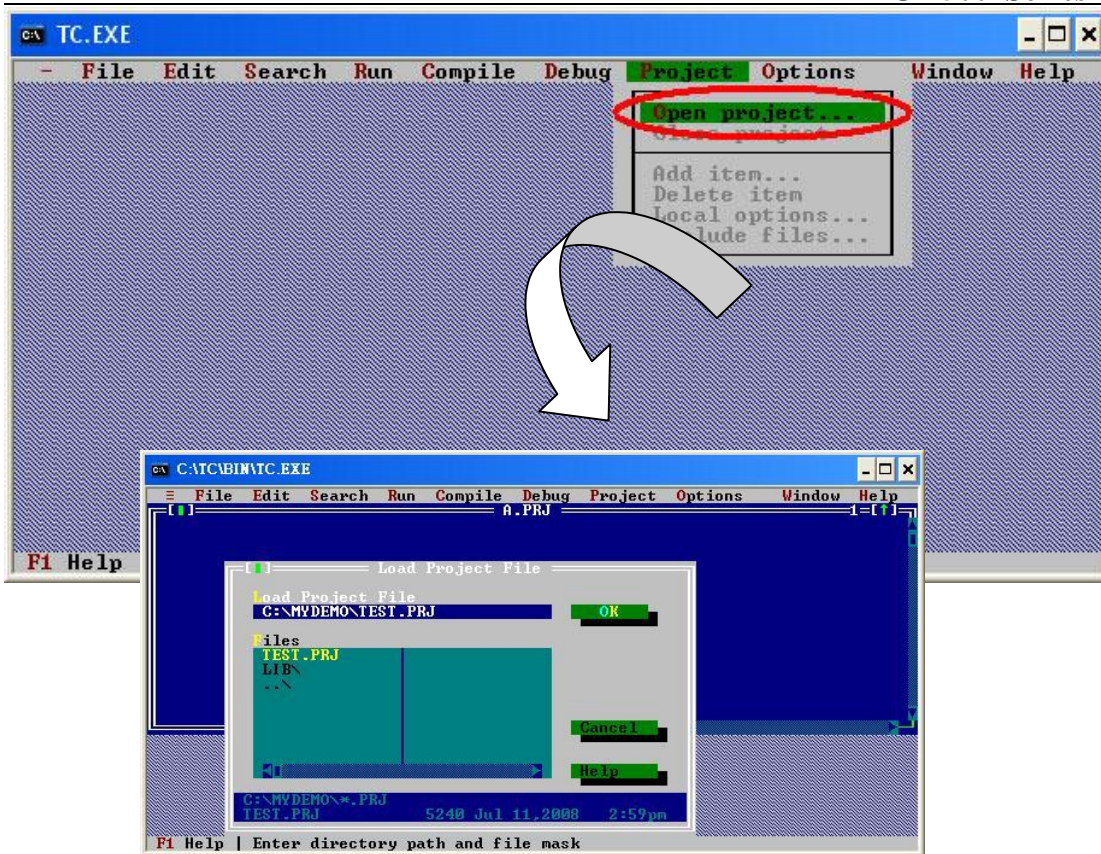 TC.EXE
- File Edit Search Run Compile Debug Project Options Window Help
Open project...
Close project
Add item...
Delete item
Local options...
files...
F1 Help
C:\TC\BIN\TC.EXE
≡ File Edit Search Run Compile Debug Project Options Window Help
A.PRJ 1=[↑]
Load Project File
Load Project File
C:\MYDEMO\TEST.PRJ
OK
Files
TEST.PRJ
LIB\
..\
Cancel
Help
C:\MYDEMO\*.PRJ
TEST.PRJ 5240 Jul 11,2008 2:59pm
F1 Help | Enter directory path and file mask